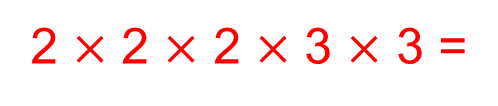 2 × 2 × 2 × 3 × 3 =